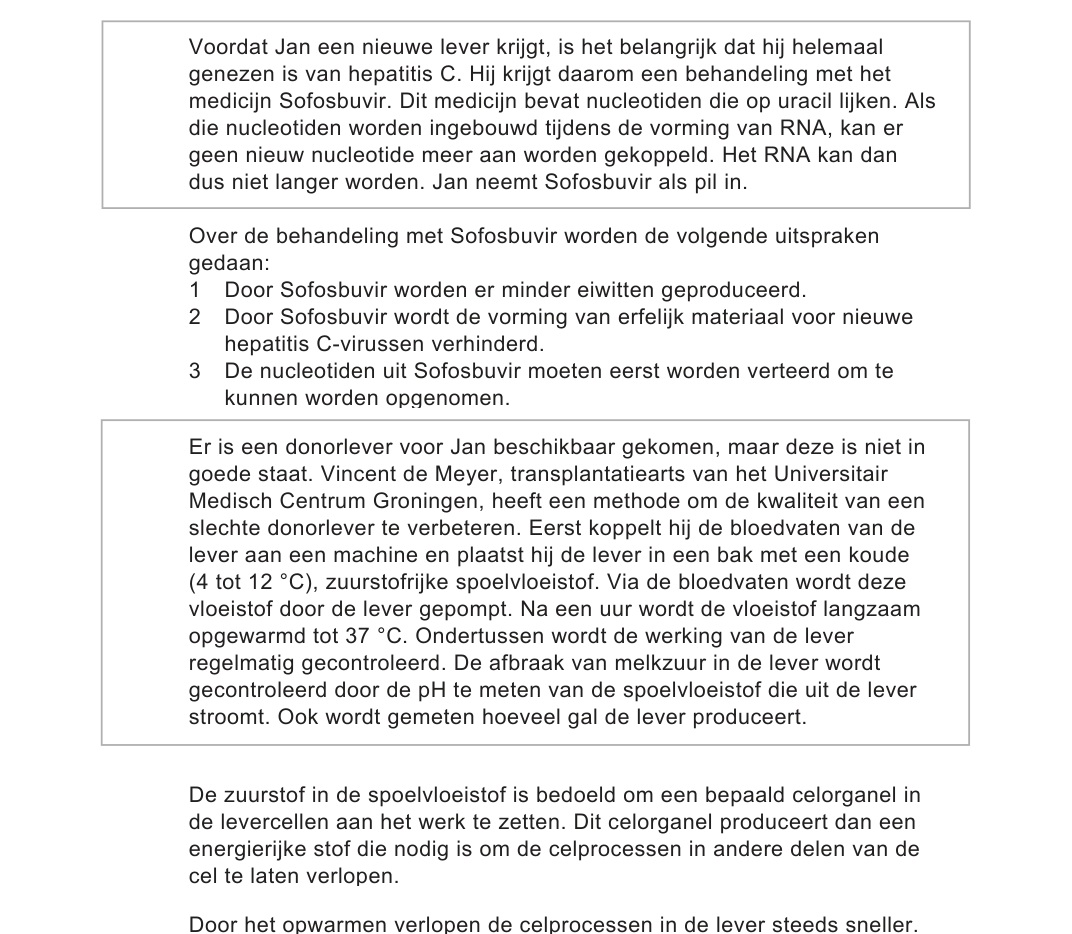 Voordat Jan een nieuwe lever krijgt, is het belangrijk dat hij helemaal
genezen is van hepatitis C. Hij krijgt daarom een behandeling met het
medicijn Sofosbuvir. Dit medicijn bevat nucleotiden die op uracil lijken. Als
die nucleotiden worden ingebouwd tijdens de vorming van RNA, kan er
geen nieuw nucleotide meer aan worden gekoppeld. Het RNA kan dan
dus niet langer worden. Jan neemt Sofosbuvir als pil in.
Over de behandeling met Sofosbuvir worden de volgende uitspraken
gedaan:
1 Door Sofosbuvir worden er minder eiwitten geproduceerd.
2 Door Sofosbuvir wordt de vorming van erfelijk materiaal voor nieuwe
hepatitis C-virussen verhinderd.
3 De nucleotiden uit Sofosbuvir moeten eerst worden verteerd om te
kunnen worden opgenomen.
Er is een donorlever voor Jan beschikbaar gekomen, maar deze is niet in
goede staat. Vincent de Meyer, transplantatiearts van het Universitair
Medisch Centrum Groningen, heeft een methode om de kwaliteit van een
slechte donorlever te verbeteren. Eerst koppelt hij de bloedvaten van de
lever aan een machine en plaatst hij de lever in een bak met een koude
(4 tot 12 °C), zuurstofrijke spoelvloeistof. Via de bloedvaten wordt deze
vloeistof door de lever gepompt. Na een uur wordt de vloeistof langzaam
opgewarmd tot 37 °C. Ondertussen wordt de werking van de lever
regelmatig gecontroleerd. De afbraak van melkzuur in de lever wordt
gecontroleerd door de pH te meten van de spoelvloeistof die uit de lever
stroomt. Ook wordt gemeten hoeveel gal de lever produceert.
De zuurstof in de spoelvloeistof is bedoeld om een bepaald celorganel in
de levercellen aan het werk te zetten. Dit celorganel produceert dan een
energierijke stof die nodig is om de celprocessen in andere delen van de
cel te laten verlopen.
Door het opwarmen verlopen de celprocessen in de lever steeds sneller.